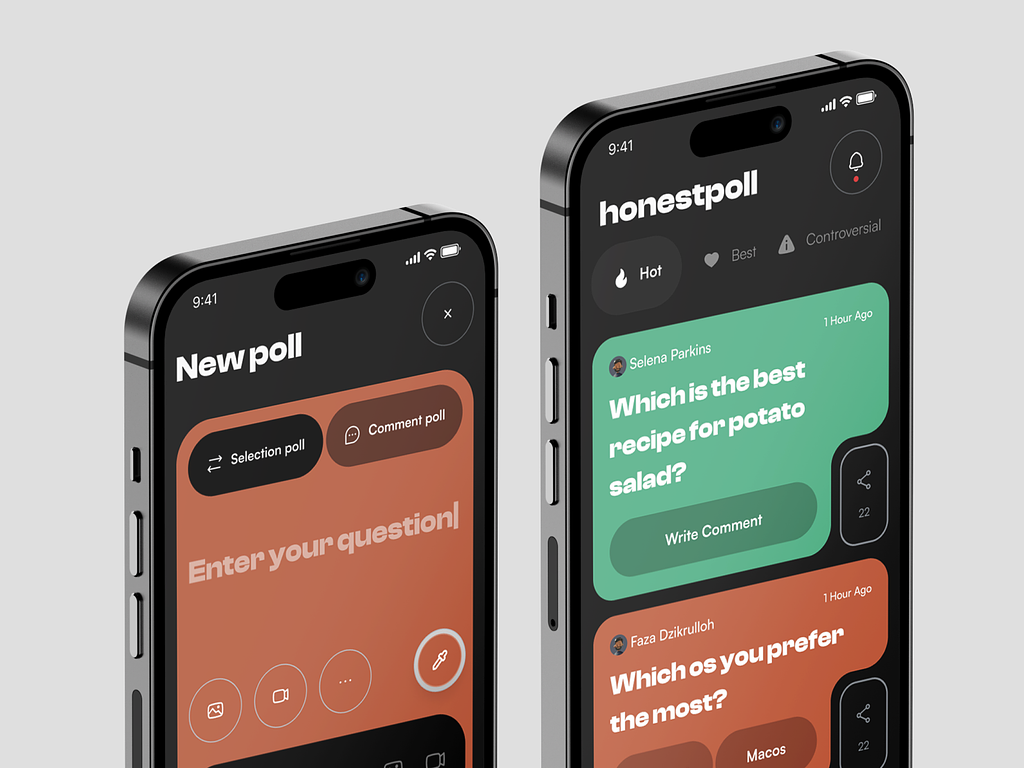 9:41
New poll
Selection poll
Comment poll
Enter your question
9:41
honestpoll
Hot
Best
Controversial
Selena Parkins
1 Hour Ago
Which is the best
recipe for potato
salad?
Write Comment
22
Faza Dzikrulloh
1 Hour Ago
Which os you prefer
the most?
Macos
22